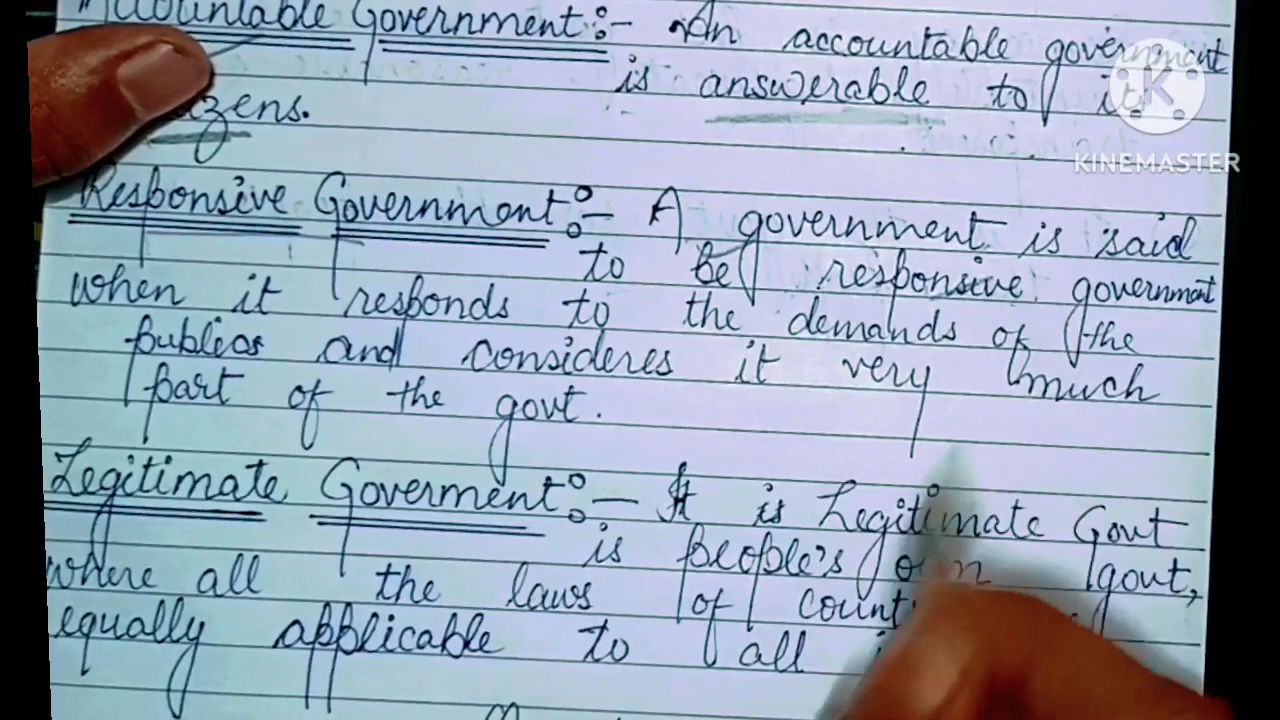 Accountable Government :- An accountable government
is answerable to its
zens.
Responsive Government :- A government is said
to be responsive government
when it responds to the demands of the
publics and consideres it very much
part of the govt.
Legitimate Goverment :- It is Legitimate Govt
is people's own govt,
where all the laws of
equally applicable to all
KINEMASTER